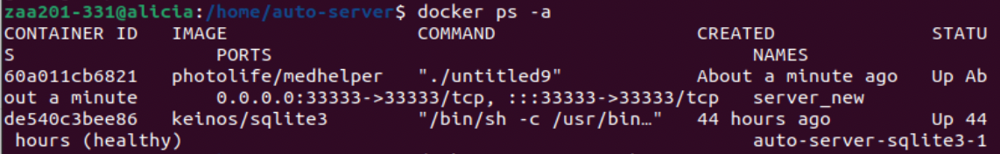 zaa201-331@alicia:/home/auto-server$ docker ps -a
CONTAINER ID   IMAGE                COMMAND                  CREATED              STATU
S              PORTS                                             NAMES
60a011cb6821   photolife/medhelper   "./untitled9"            About a minute ago   Up Ab
out a minute   0.0.0.0:33333->33333/tcp, :::33333->33333/tcp   server_new
de540c3bee86   keinos/sqlite3        "/bin/sh -c /usr/bin…"   44 hours ago         Up 44
 hours (healthy)                                                 auto-server-sqlite3-1